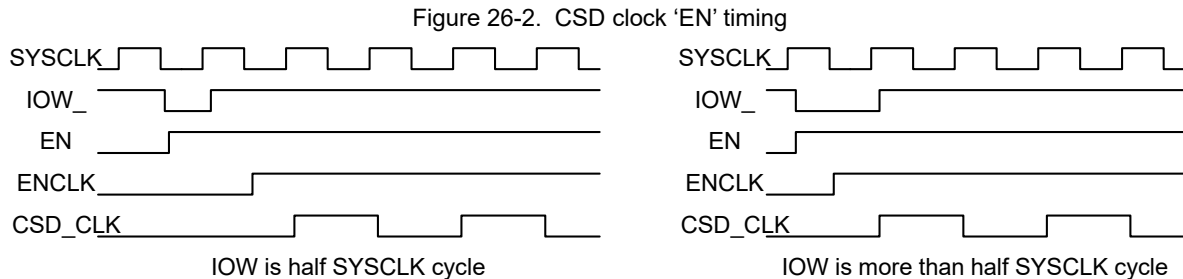 Figure 26-2. CSD clock ‘EN’ timing
SYSCLK
IOW_
EN
ENCLK
CSD_CLK
IOW is half SYSCLK cycle
SYSCLK
IOW_
EN
ENCLK
CSD_CLK
IOW is more than half SYSCLK cycle